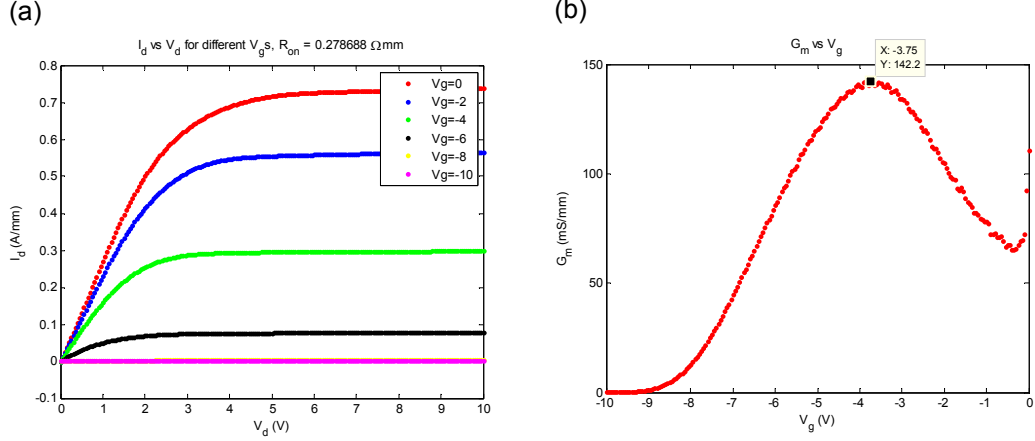 (a)
I_d vs V_d for different V_g s, R_on = 0.278688 Ωmm
0.8
0.7
0.6
0.5
0.4
0.3
0.2
0.1
0
-0.1
I_d (A/mm)
0 1 2 3 4 5 6 7 8 9 10
V_d (V)
Vg=0
Vg=-2
Vg=-4
Vg=-6
Vg=-8
Vg=-10
(b)
G_m vs V_g
X: -3.75
Y: 142.2
150
100
50
0
G_m (mS/mm)
-10 -9 -8 -7 -6 -5 -4 -3 -2 -1 0
V_g (V)